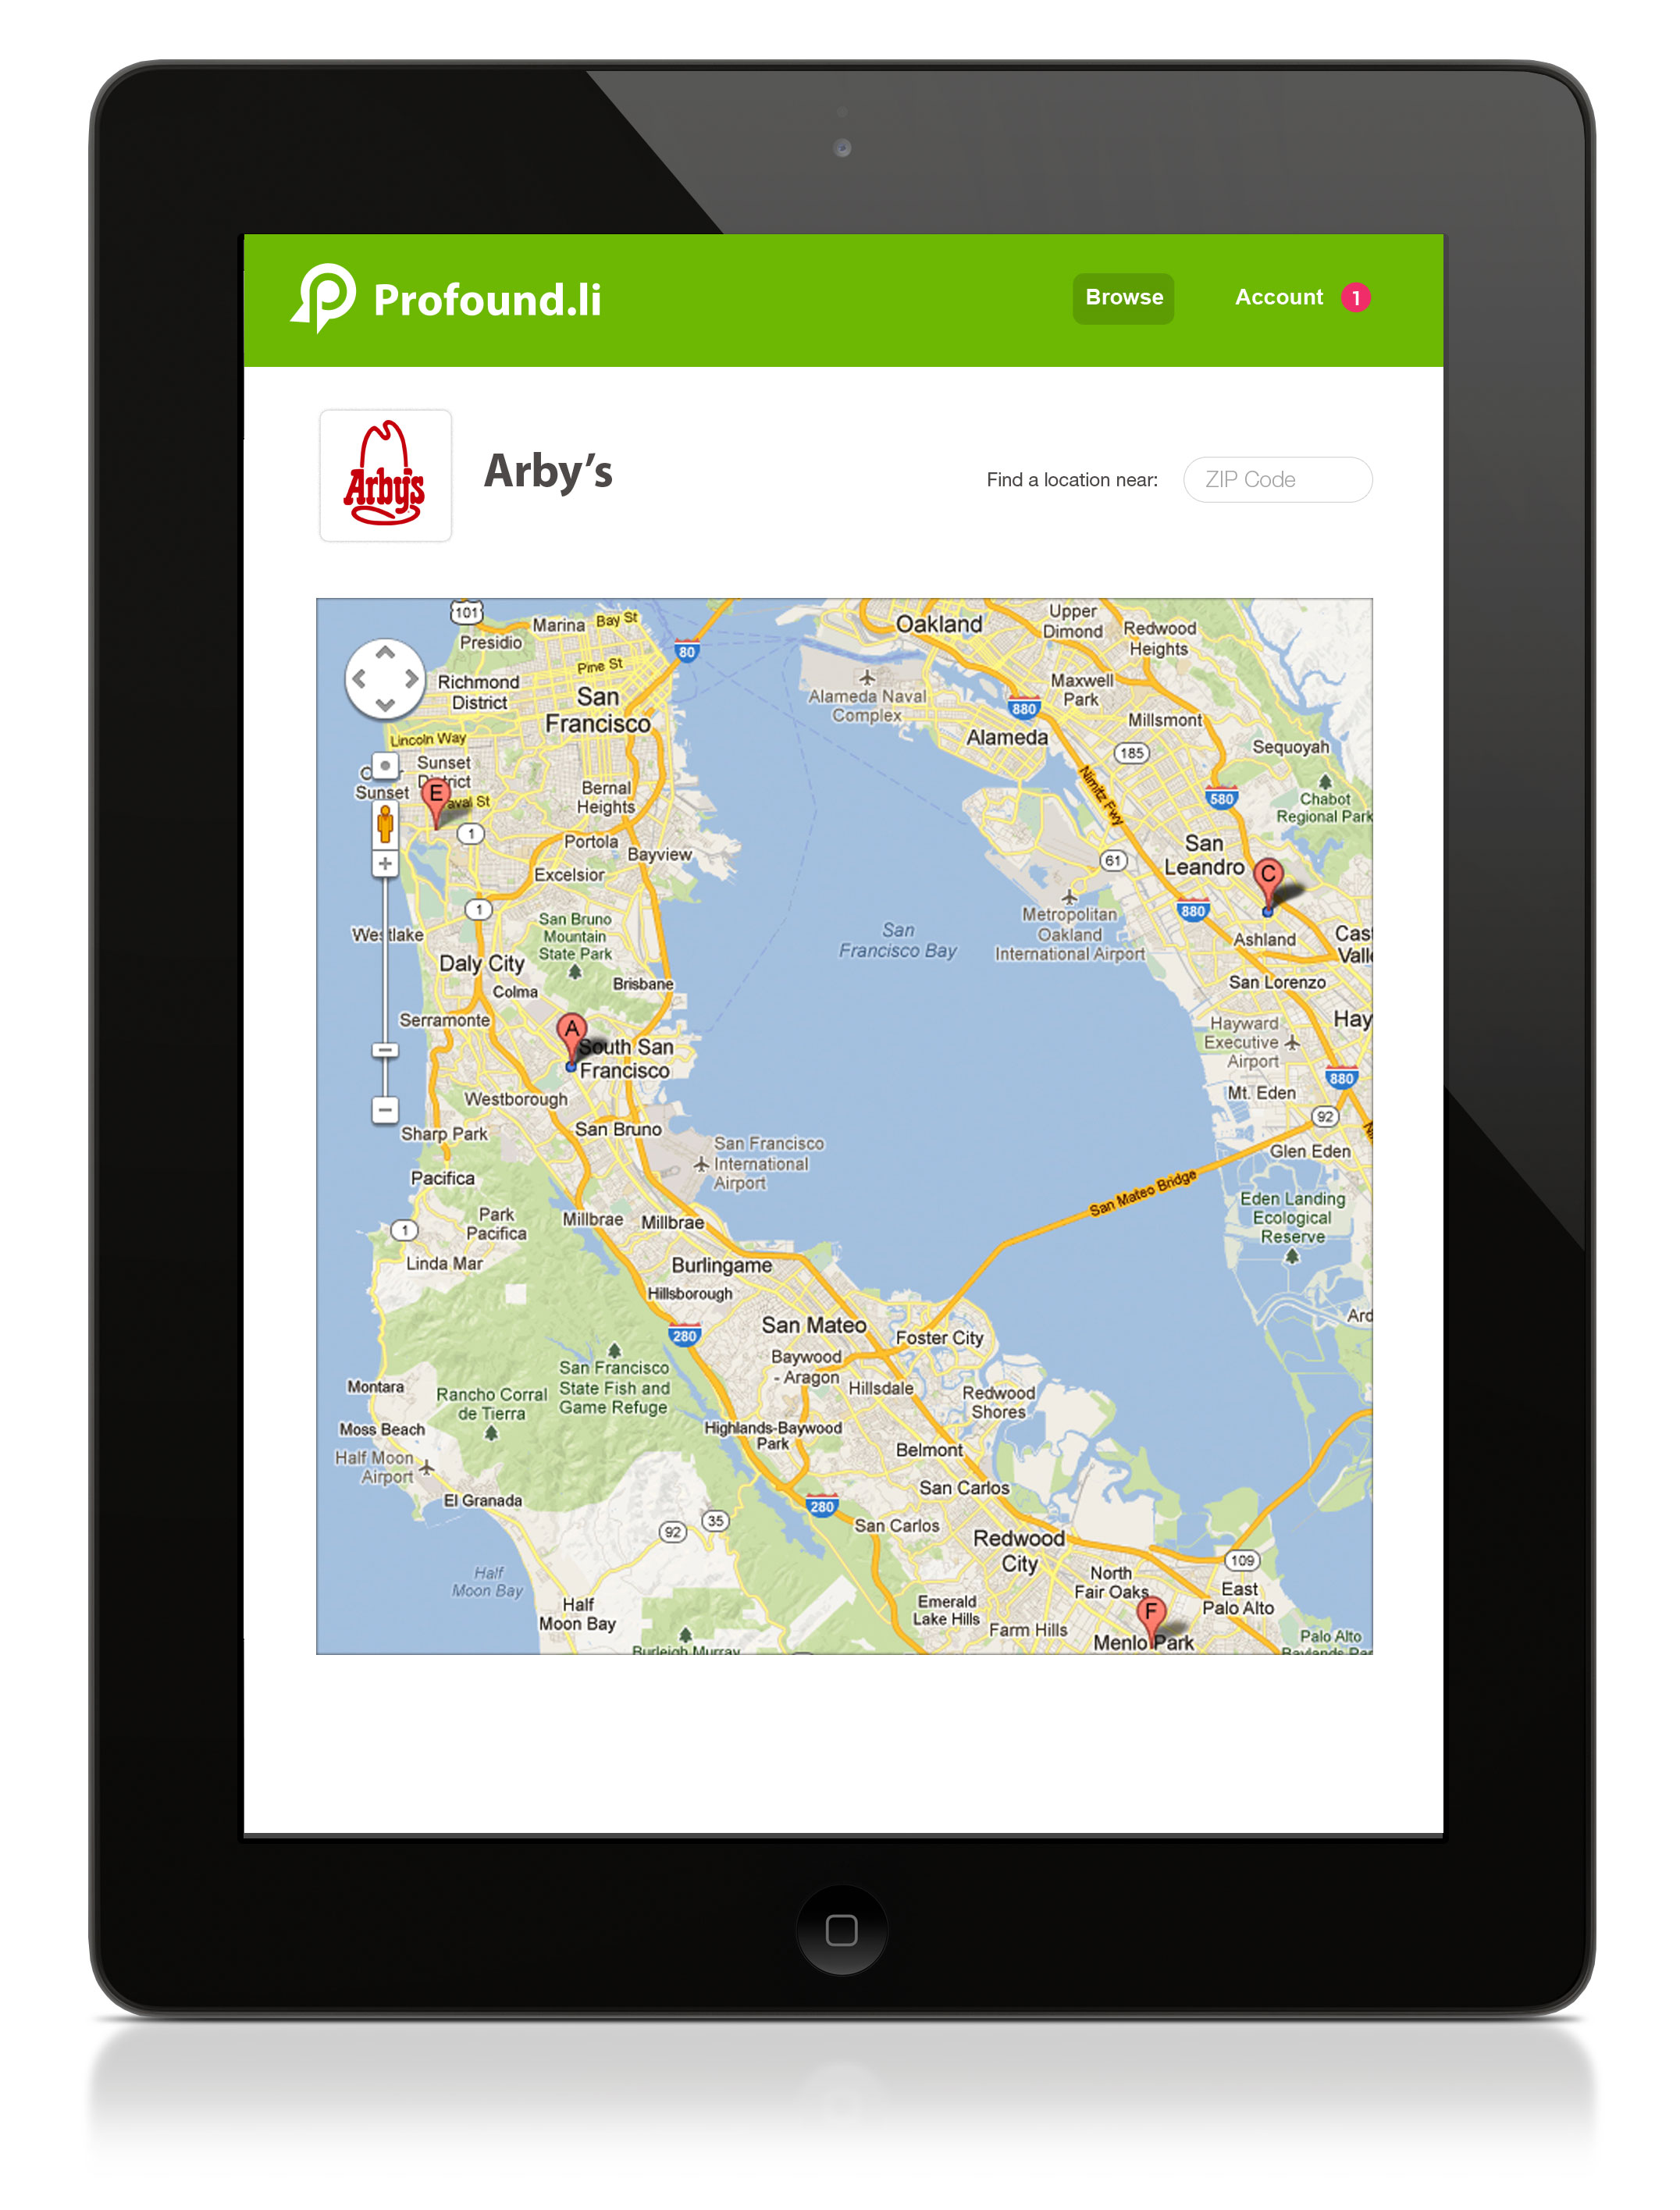 Profound.li
Browse
Account
1
Arby's
Arby's
Find a location near:
ZIP Code
101
Marina
Bay St
Presidio
80
Pine St
Richmond
District
San
Francisco
Lincoln Way
Sunset
District
Sunset
E
1
Bernal
Heights
Portola
Bayview
Excelsior
1
San Bruno
Mountain
State Park
Westlake
Daly City
Colma
Brisbane
Serramonte
A
South San
Francisco
Westborough
Sharp Park
San Bruno
San Francisco
International
Airport
Pacifica
Park
Pacifica
1
Linda Mar
Millbrae
Millbrae
Burlingame
Hillsborough
280
San Mateo
Foster City
Baywood
- Aragon
Hillsdale
Redwood
Shores
San Francisco
State Fish and
Game Refuge
Montara
Rancho Corral
de Tierra
Moss Beach
Half Moon
Airport
El Granada
Highlands-Baywood
Park
Belmont
San Carlos
280
San Carlos
92
35
Redwood
City
Half
Moon Bay
Half
Moon Bay
Emerald
Lake Hills
Farm Hills
North
Fair Oaks
109
East
Palo Alto
F
Menlo Park
Palo Alto
Baylands Par
Burleigh Murray
Oakland
Upper
Dimond
Redwood
Heights
Alameda Naval
Complex
Maxwell
Park
880
Millsmont
Alameda
185
Sequoyah
Nimitz Fwy
580
Chabot
Regional Park
San
Leandro
61
C
880
Metropolitan
Oakland
International Airport
San
Francisco Bay
Ashland
Cas
Valle
San Lorenzo
Hayward
Executive
Airport
Hay
880
Mt. Eden
92
Glen Eden
San Mateo Bridge
Eden Landing
Ecological
Reserve
Ard